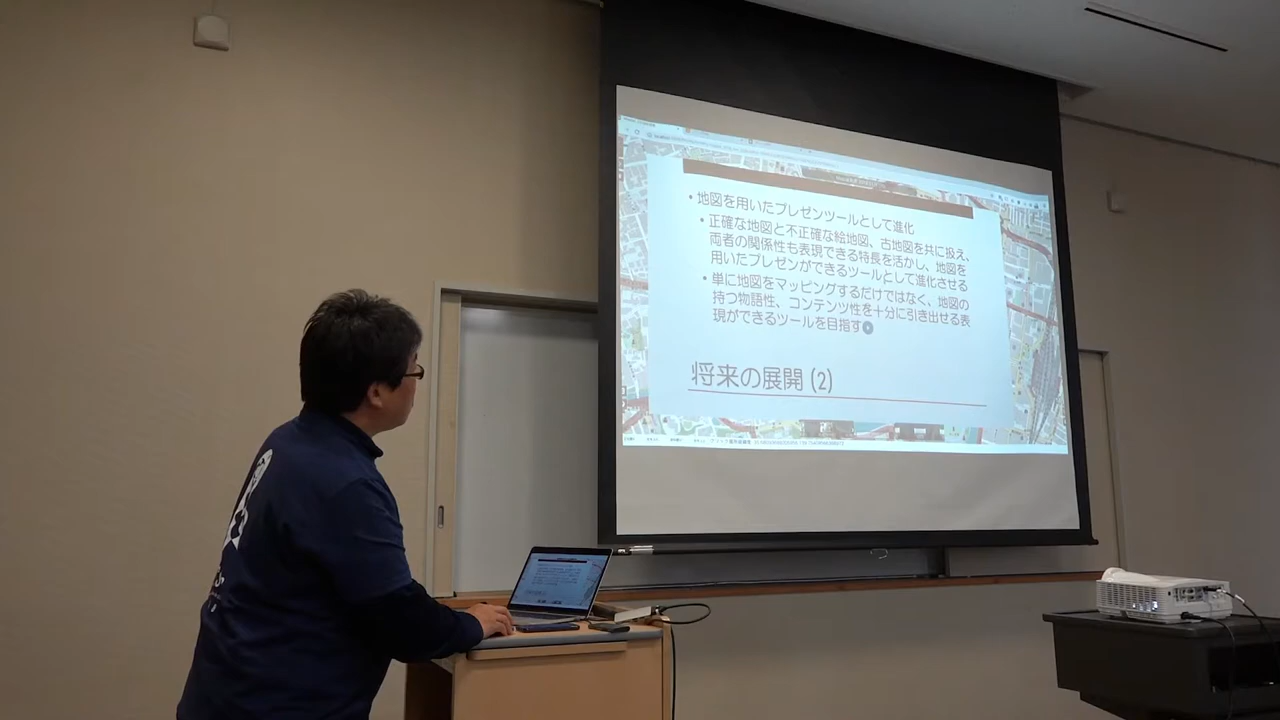 • 地図を用いたプレゼンツールとして進化
• 正確な地図と不正確な絵地図、古地図を共に扱え、
両者の関係性も表現できる特長を活かし、地図を
用いたプレゼンができるツールとして進化させる
• 単に地図をマッピングするだけではなく、地図の
持つ物語性、コンテンツ性を十分に引き出せる表
現ができるツールを目指す
将来の展開 (2)